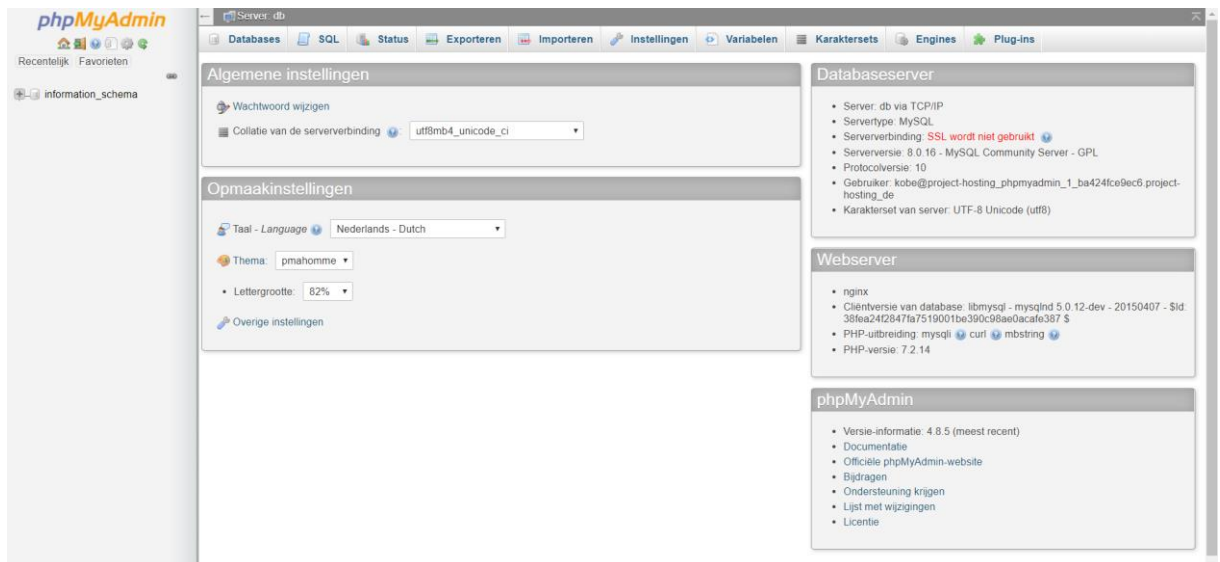 phpMyAdmin
Recentelijk Favorieten
information_schema
Server: db
Databases SQL Status Exporteren Importeren Instellingen Variabelen Karaktersets Engines Plug-ins
Algemene instellingen
Wachtwoord wijzigen
Collatie van de serververbinding : utf8mb4_unicode_ci
Opmaakinstellingen
Taal - Language Nederlands - Dutch
Thema: pmahomme
• Lettergrootte: 82%
Overige instellingen
Databaseserver
• Server: db via TCP/IP
• Servertype: MySQL
• Serververbinding: SSL wordt niet gebruikt
• Serverversie: 8.0.16 - MySQL Community Server - GPL
• Protocolversie: 10
• Gebruiker: kobe@project-hosting_phpmyadmin_1_ba424fce9ec6.project-
hosting_de
• Karakterset van server: UTF-8 Unicode (utf8)
Webserver
• nginx
• Cliëntversie van database: libmysql - mysqlnd 5.0.12-dev - 20150407 - $Id:
38fea24f2847fa7519001be390c98ae0acafe387 $
• PHP-uitbreiding: mysqli curl mbstring
• PHP-versie: 7.2.14
phpMyAdmin
• Versie-informatie: 4.8.5 (meest recent)
• Documentatie
• Officiële phpMyAdmin-website
• Bijdragen
• Ondersteuning krijgen
• Lijst met wijzigingen
• Licentie